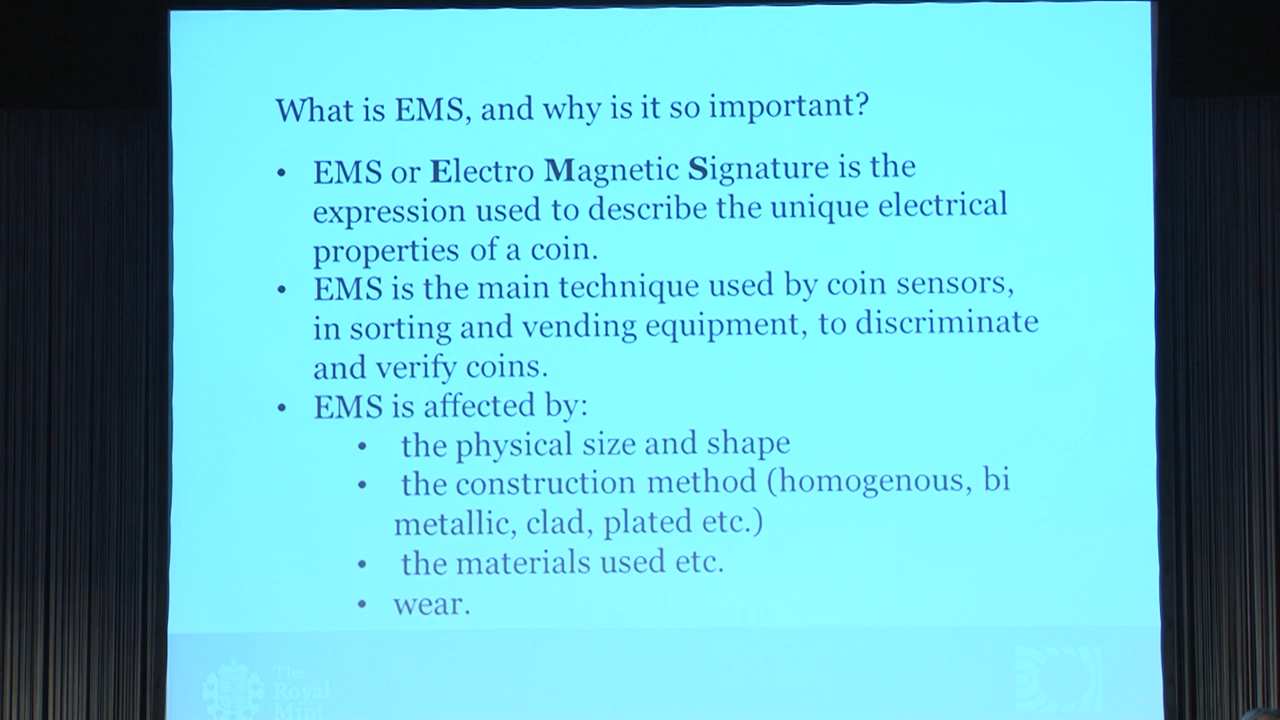 What is EMS, and why is it so important?
• EMS or Electro Magnetic Signature is the
expression used to describe the unique electrical
properties of a coin.
• EMS is the main technique used by coin sensors,
in sorting and vending equipment, to discriminate
and verify coins.
• EMS is affected by:
• the physical size and shape
• the construction method (homogenous, bi
metallic, clad, plated etc.)
• the materials used etc.
• wear.
The
Royal
Mint